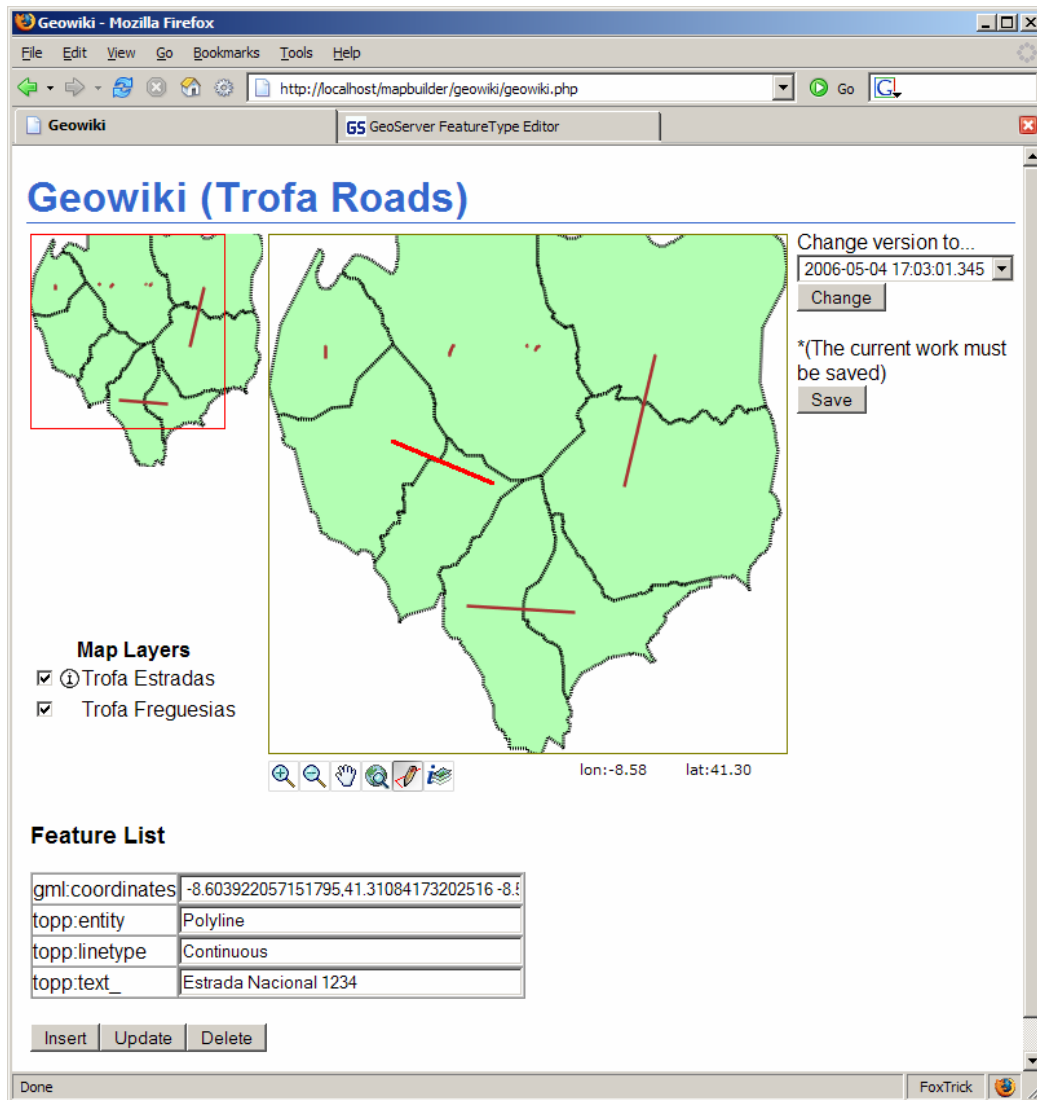 Geowiki - Mozilla Firefox
File Edit View Go Bookmarks Tools Help
http://localhost/mapbuilder/geowiki/geowiki.php
Go
G
Geowiki
GS GeoServer FeatureType Editor
Geowiki (Trofa Roads)
Change version to...
2006-05-04 17:03:01.345
Change
*(The current work must
be saved)
Save
Map Layers
Trofa Estradas
Trofa Freguesias
lon:-8.58 lat:41.30
Feature List
gml:coordinates -8.603922057151795,41.31084173202516 -8.5
topp:entity Polyline
topp:linetype Continuous
topp:text_ Estrada Nacional 1234
Insert Update Delete
Done
FoxTrick